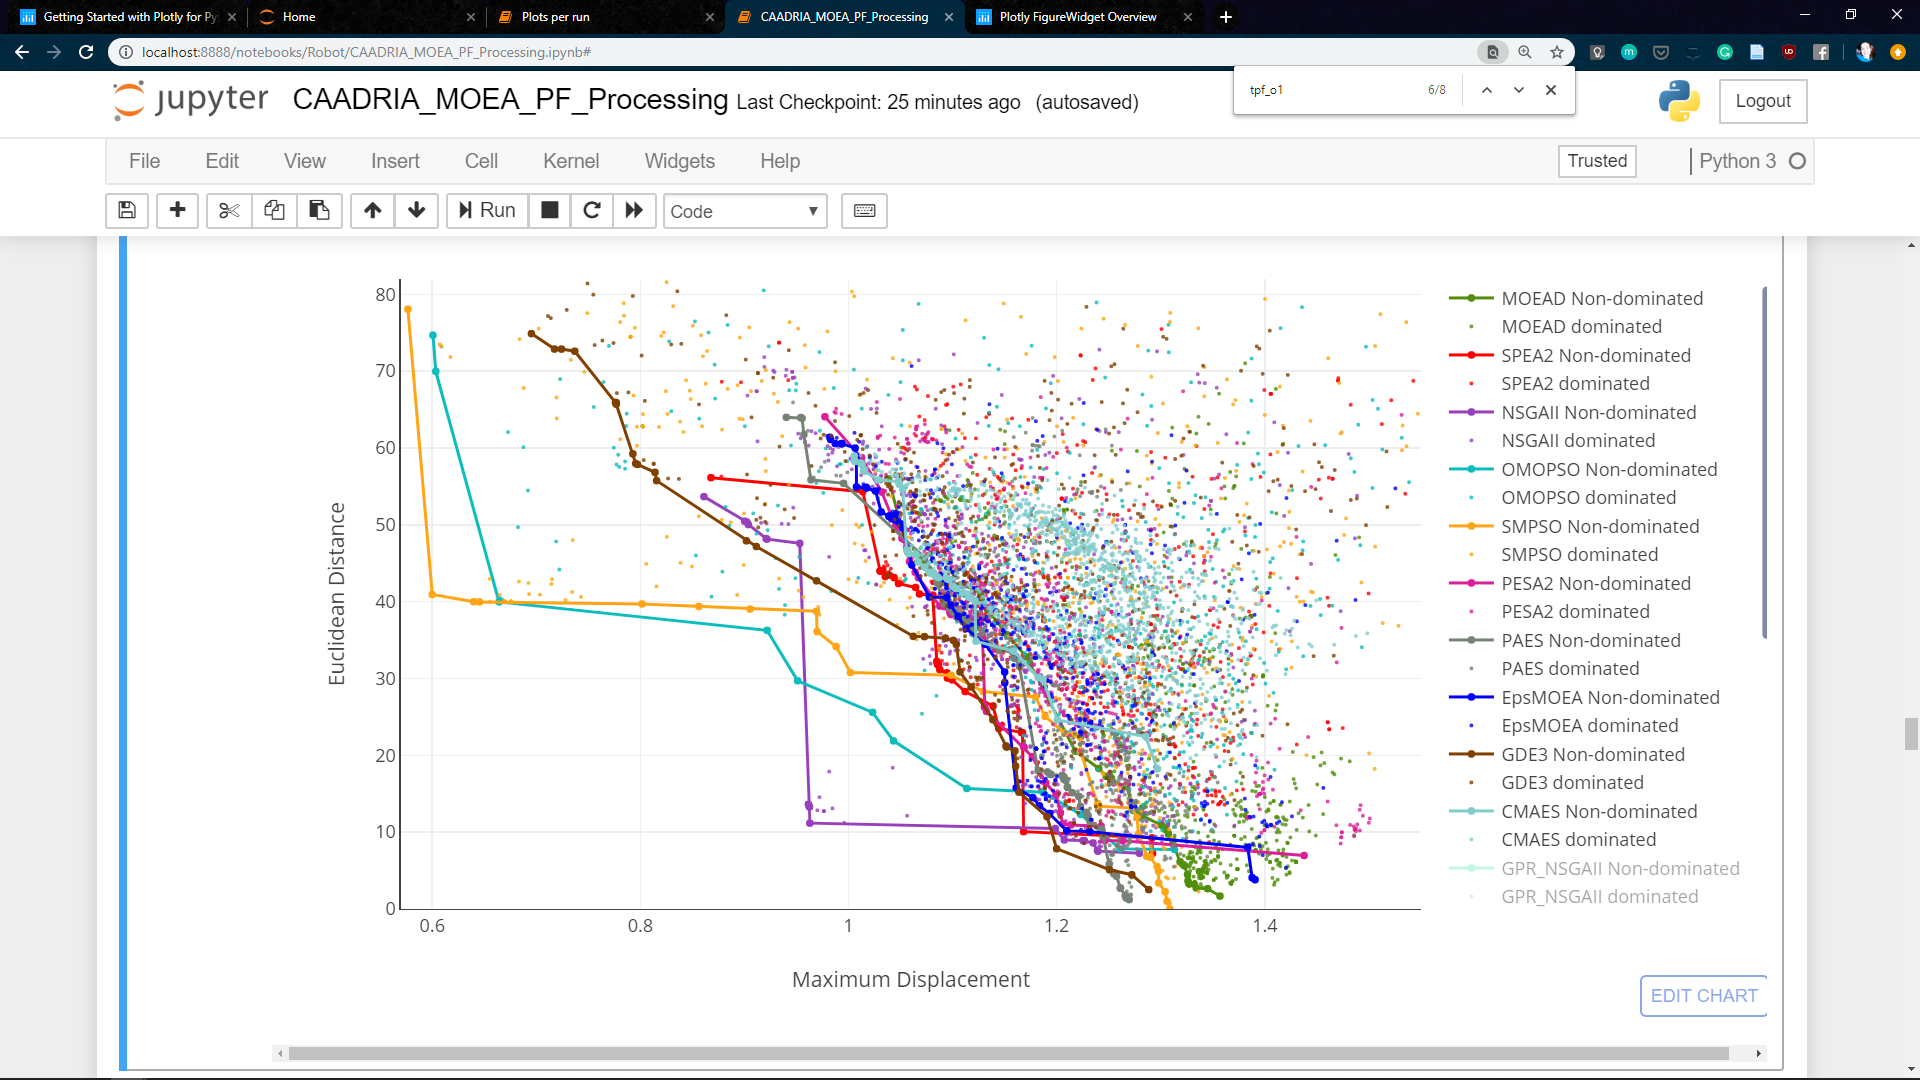 Getting Started with Plotly for Py
Home
Plots per run
CAADRIA_MOEA_PF_Processing
Plotly FigureWidget Overview
localhost:8888/notebooks/Robot/CAADRIA_MOEA_PF_Processing.ipynb#
tpf_o1 6/8
jupyter CAADRIA_MOEA_PF_Processing Last Checkpoint: 25 minutes ago (autosaved)
Logout
File Edit View Insert Cell Kernel Widgets Help
Trusted
Python 3
Run
Code
80
70
60
50
40
30
20
10
0
Euclidean Distance
0.6 0.8 1 1.2 1.4
Maximum Displacement
MOEAD Non-dominated
MOEAD dominated
SPEA2 Non-dominated
SPEA2 dominated
NSGAII Non-dominated
NSGAII dominated
OMOPSO Non-dominated
OMOPSO dominated
SMPSO Non-dominated
SMPSO dominated
PESA2 Non-dominated
PESA2 dominated
PAES Non-dominated
PAES dominated
EpsMOEA Non-dominated
EpsMOEA dominated
GDE3 Non-dominated
GDE3 dominated
CMAES Non-dominated
CMAES dominated
GPR_NSGAII Non-dominated
GPR_NSGAII dominated
EDIT CHART